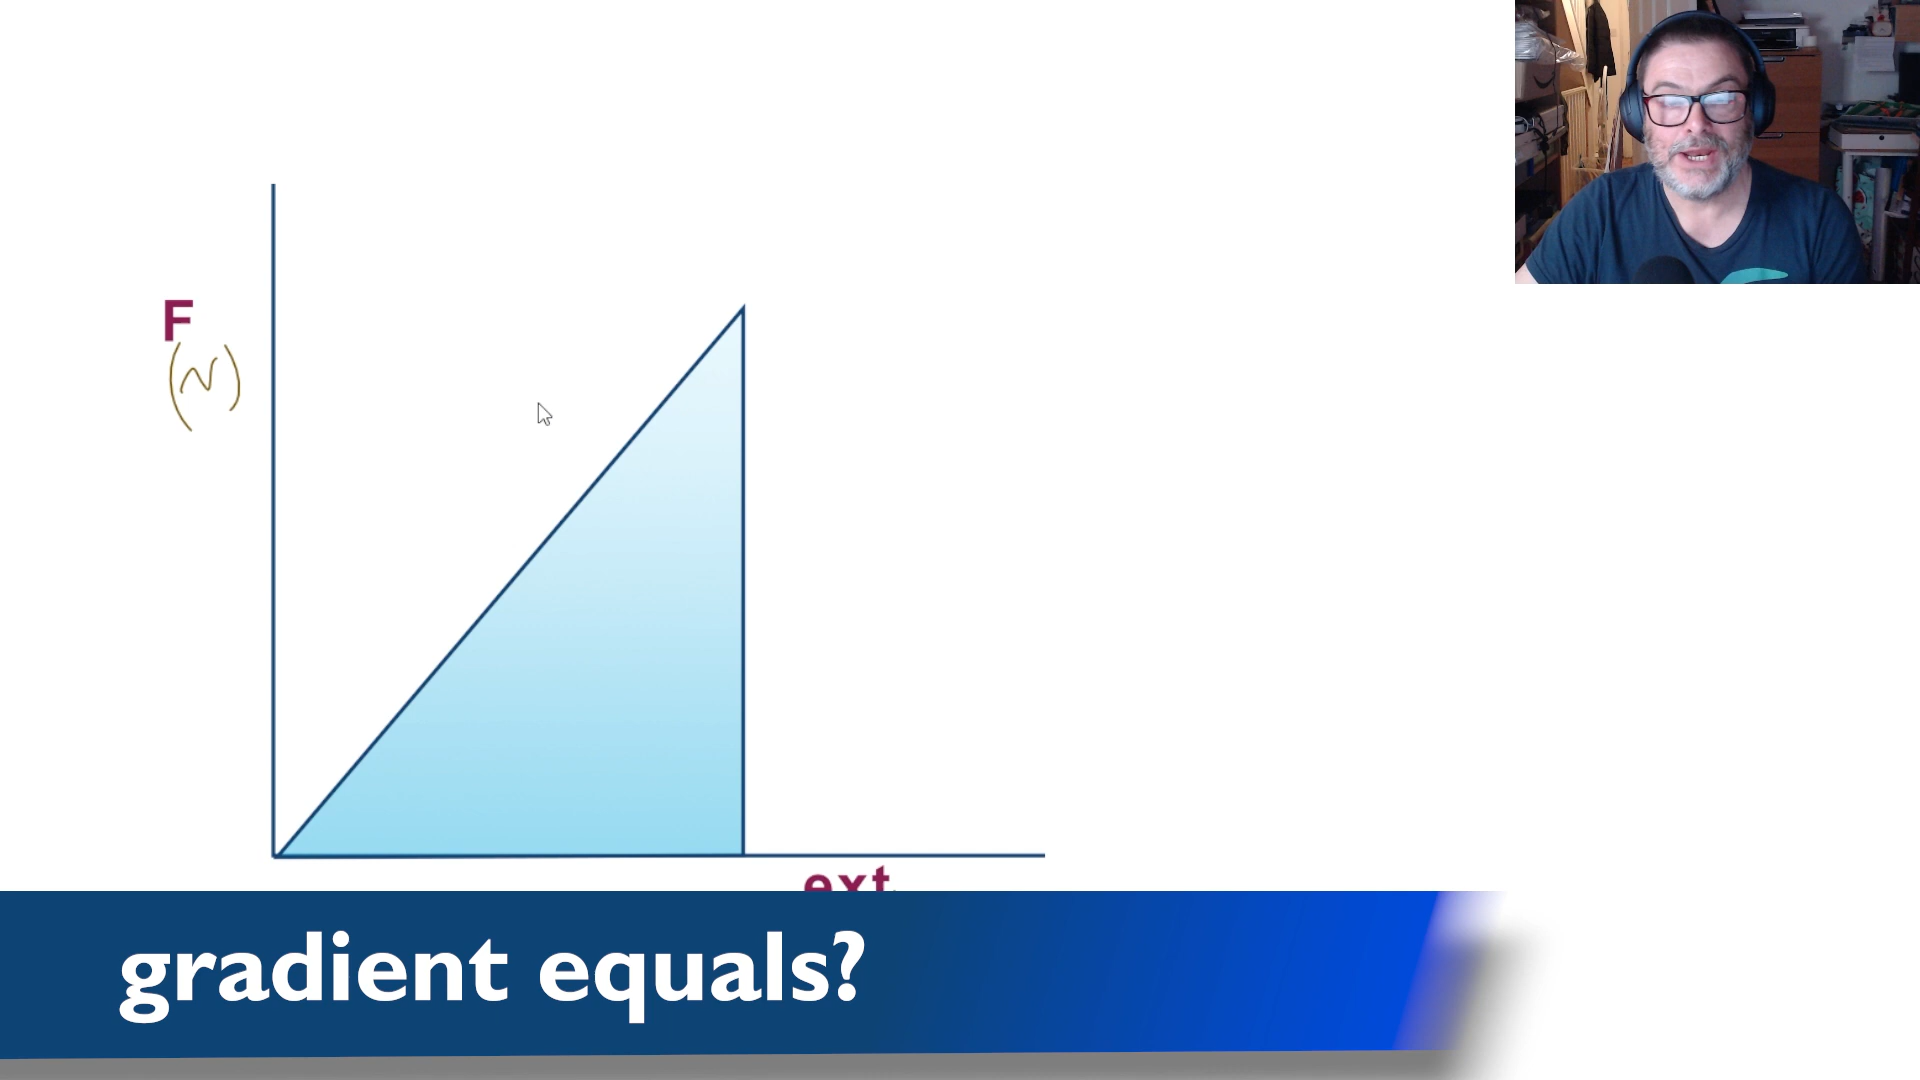 F
(N)
ext.
gradient equals?